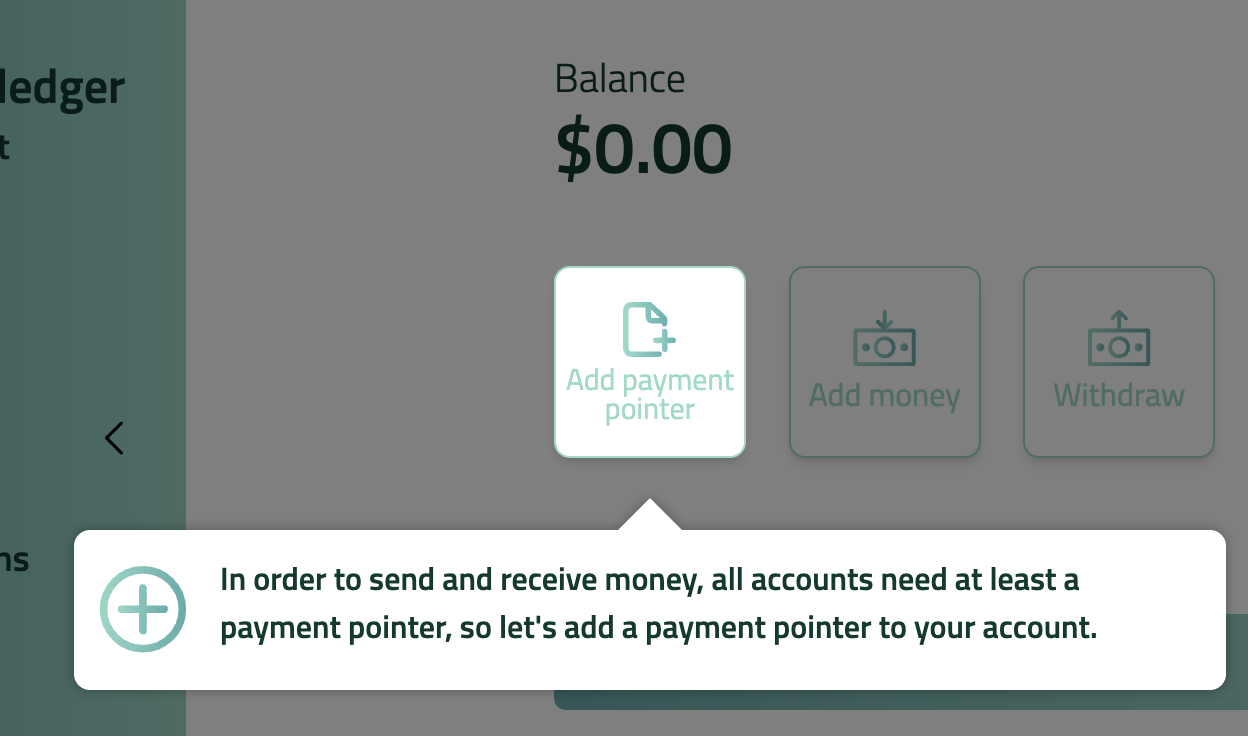 ledger
Balance
$0.00
Add payment
pointer
Add money
Withdraw
In order to send and receive money, all accounts need at least a
payment pointer, so let's add a payment pointer to your account.